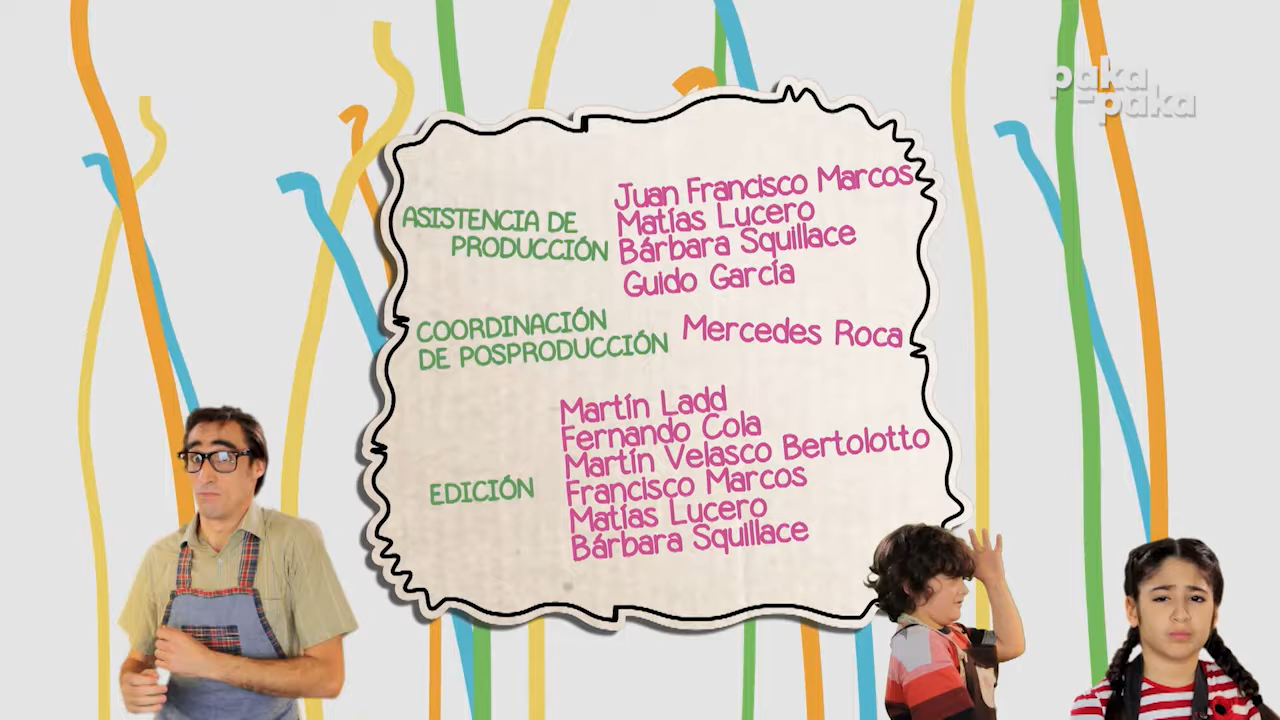 paka
-paka
ASISTENCIA DE
PRODUCCIÓN
Juan Francisco Marcos
Matías Lucero
Bárbara Squillace
Guido García
COORDINACIÓN
DE POSPRODUCCIÓN
Mercedes Roca
EDICIÓN
Martín Ladd
Fernando Cola
Martín Velasco Bertolotto
Francisco Marcos
Matías Lucero
Bárbara Squillace